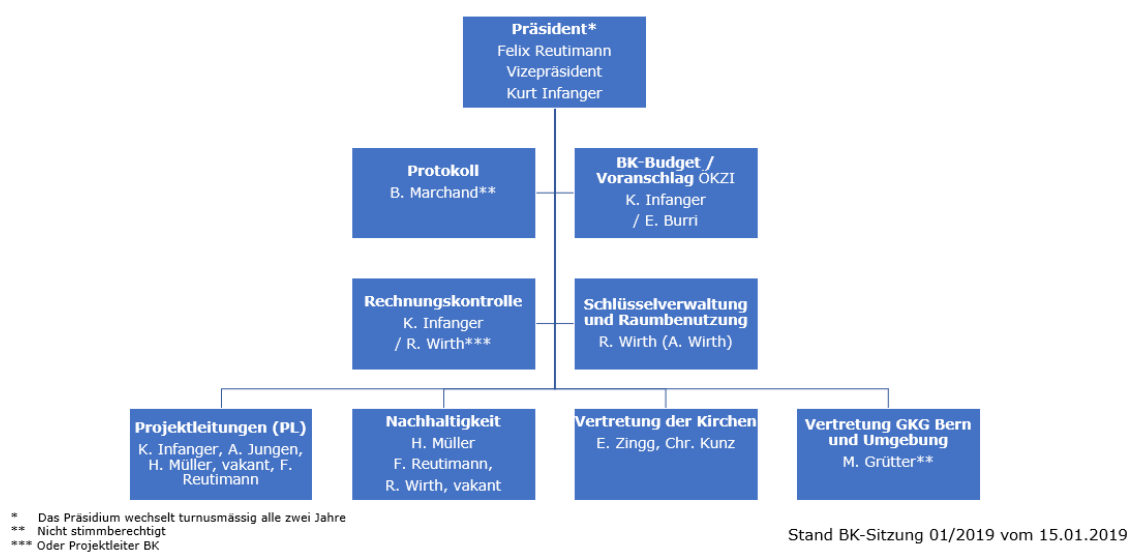 Präsident*
Felix Reutimann
Vizepräsident
Kurt Infanger
Protokoll
B. Marchand**
BK-Budget /
Voranschlag ÖKZI
K. Infanger
/ E. Burri
Rechnungskontrolle
K. Infanger
/ R. Wirth***
Schlüsselverwaltung
und Raumbenutzung
R. Wirth (A. Wirth)
Projektleitungen (PL)
K. Infanger, A. Jungen,
H. Müller, vakant, F.
Reutimann
Nachhaltigkeit
H. Müller
F. Reutimann,
R. Wirth, vakant
Vertretung der Kirchen
E. Zingg, Chr. Kunz
Vertretung GKG Bern
und Umgebung
M. Grütter**
* Das Präsidium wechselt turnusmässig alle zwei Jahre
** Nicht stimmberechtigt
*** Oder Projektleiter BK
Stand BK-Sitzung 01/2019 vom 15.01.2019